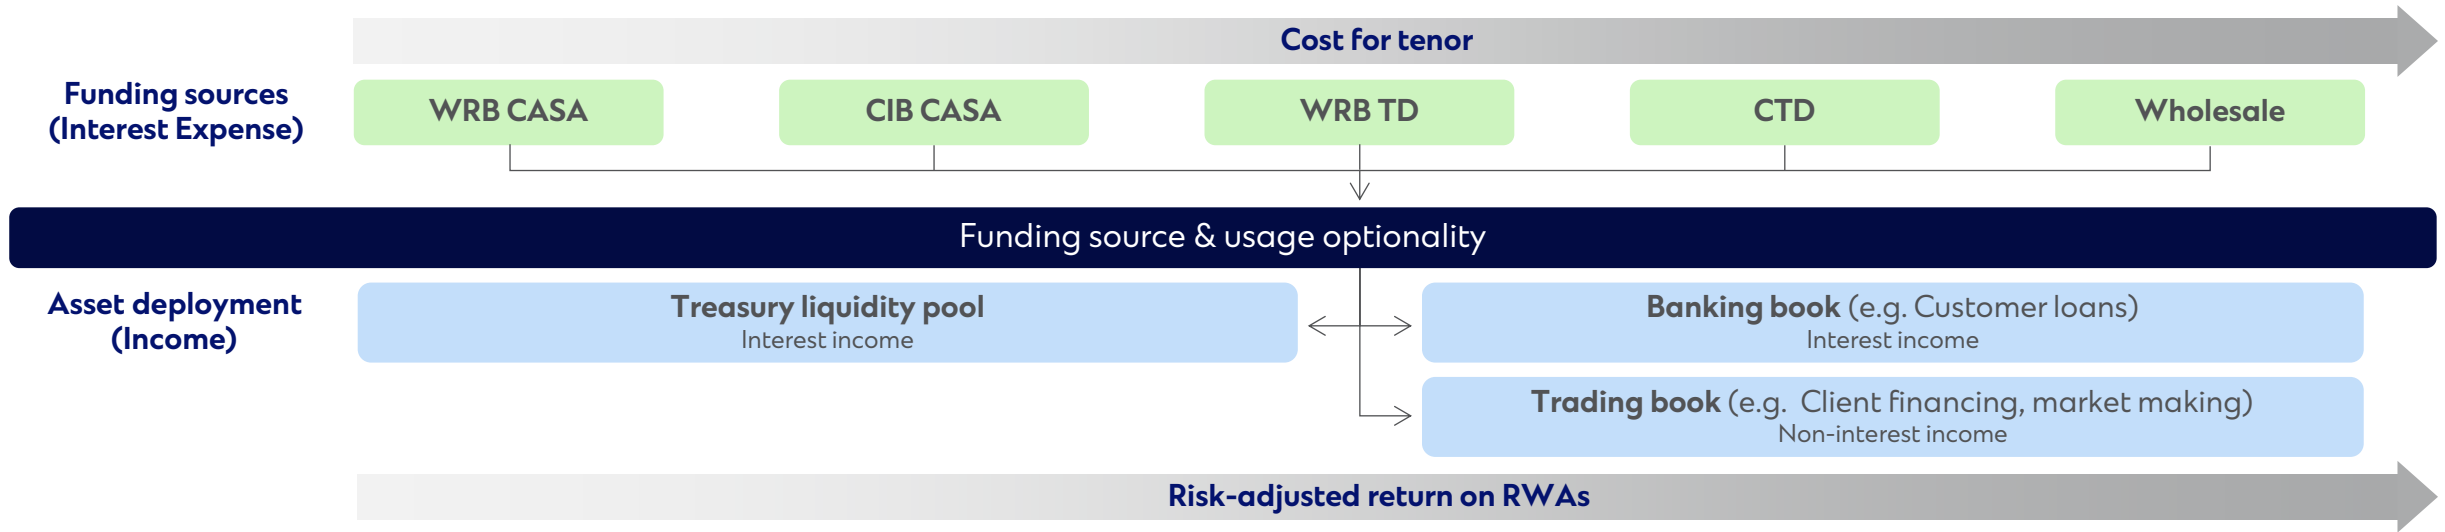 Cost for tenor
Funding sources
(Interest Expense)
WRB CASA
CIB CASA
WRB TD
CTD
Wholesale
Funding source & usage optionality
Asset deployment
(Income)
Treasury liquidity pool
Interest income
Banking book (e.g. Customer loans)
Interest income
Trading book (e.g. Client financing, market making)
Non-interest income
Risk-adjusted return on RWAs